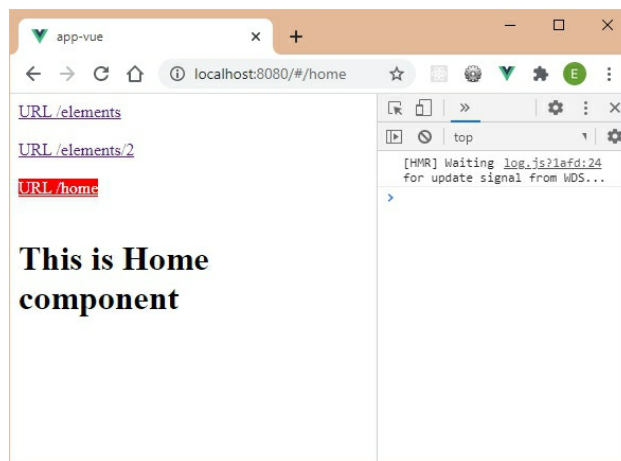 app-vue
localhost:8080/#/home
E
URL /elements
URL /elements/2
URL /home
This is Home
component
top
[HMR] Waiting log.js?1afd:24
for update signal from WDS...